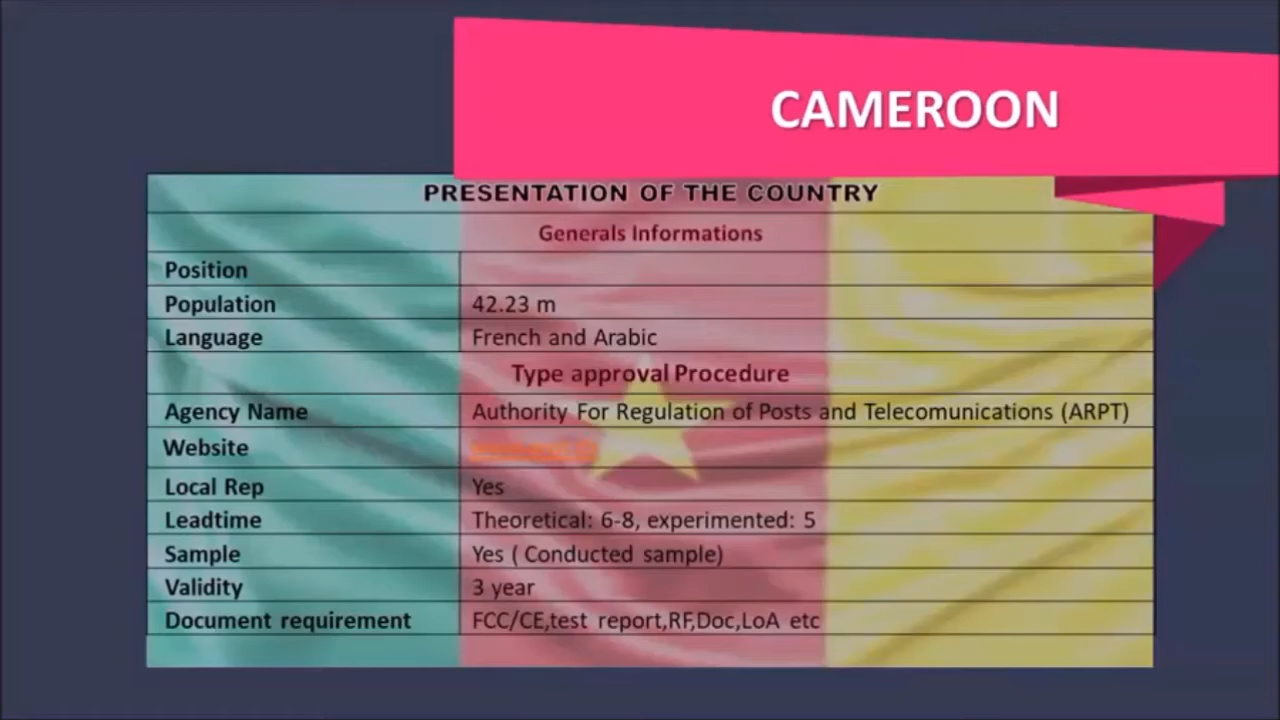 CAMEROON
PRESENTATION OF THE COUNTRY
Generals Informations
Position
Population 42.23 m
Language French and Arabic
Type approval Procedure
Agency Name Authority For Regulation of Posts and Telecomunications (ARPT)
Website
Local Rep Yes
Leadtime Theoretical: 6-8, experimented: 5
Sample Yes ( Conducted sample)
Validity 3 year
Document requirement FCC/CE,test report,RF,Doc,LoA etc